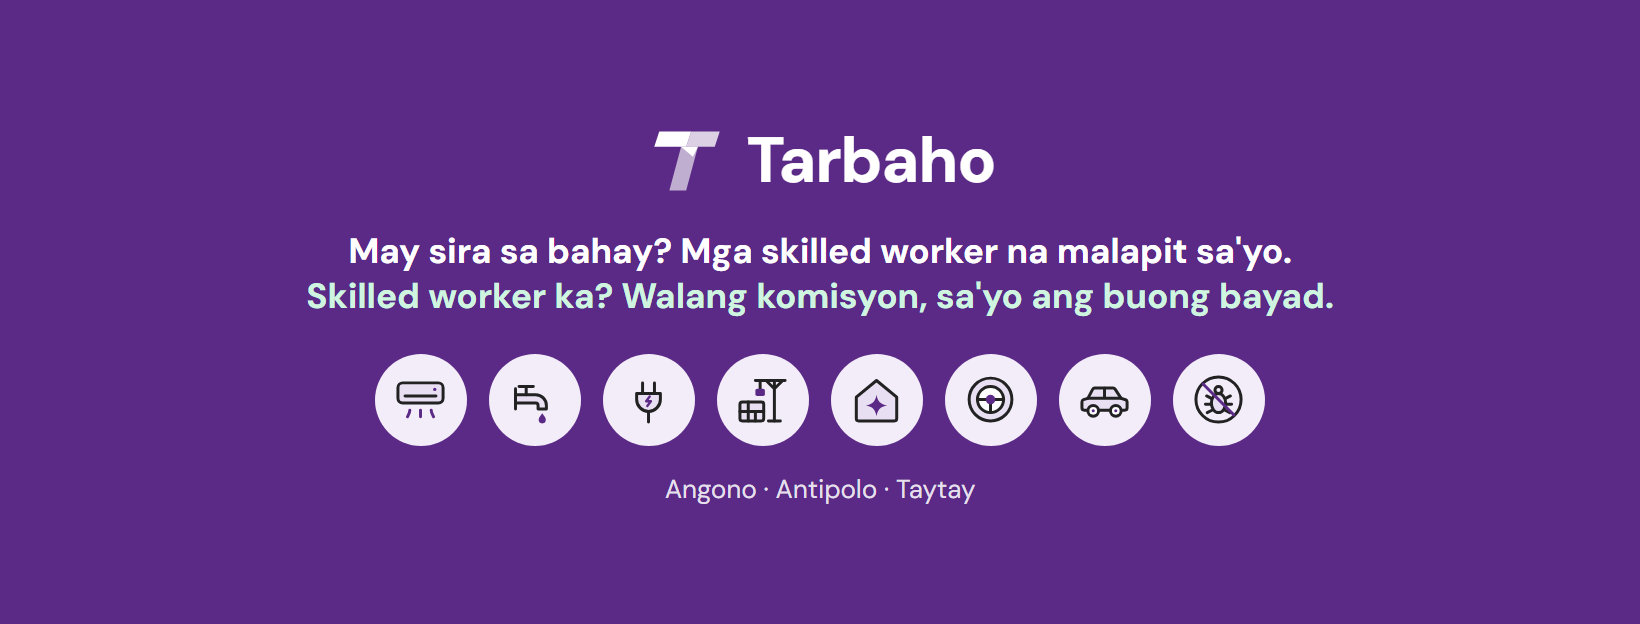 Tarbaho
May sira sa bahay? Mga skilled worker na malapit sa'yo.
Skilled worker ka? Walang komisyon, sa'yo ang buong bayad.
Angono · Antipolo · Taytay